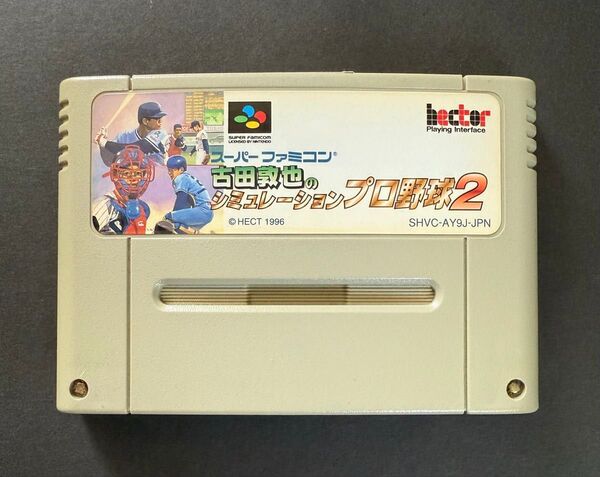 SUPER FAMICOM
LICENSED BY NINTENDO
hector
Playing Interface
スーパーファミコン®
古田敦也の
シミュレーションプロ野球2
© HECT 1996
SHVC-AY9J-JPN